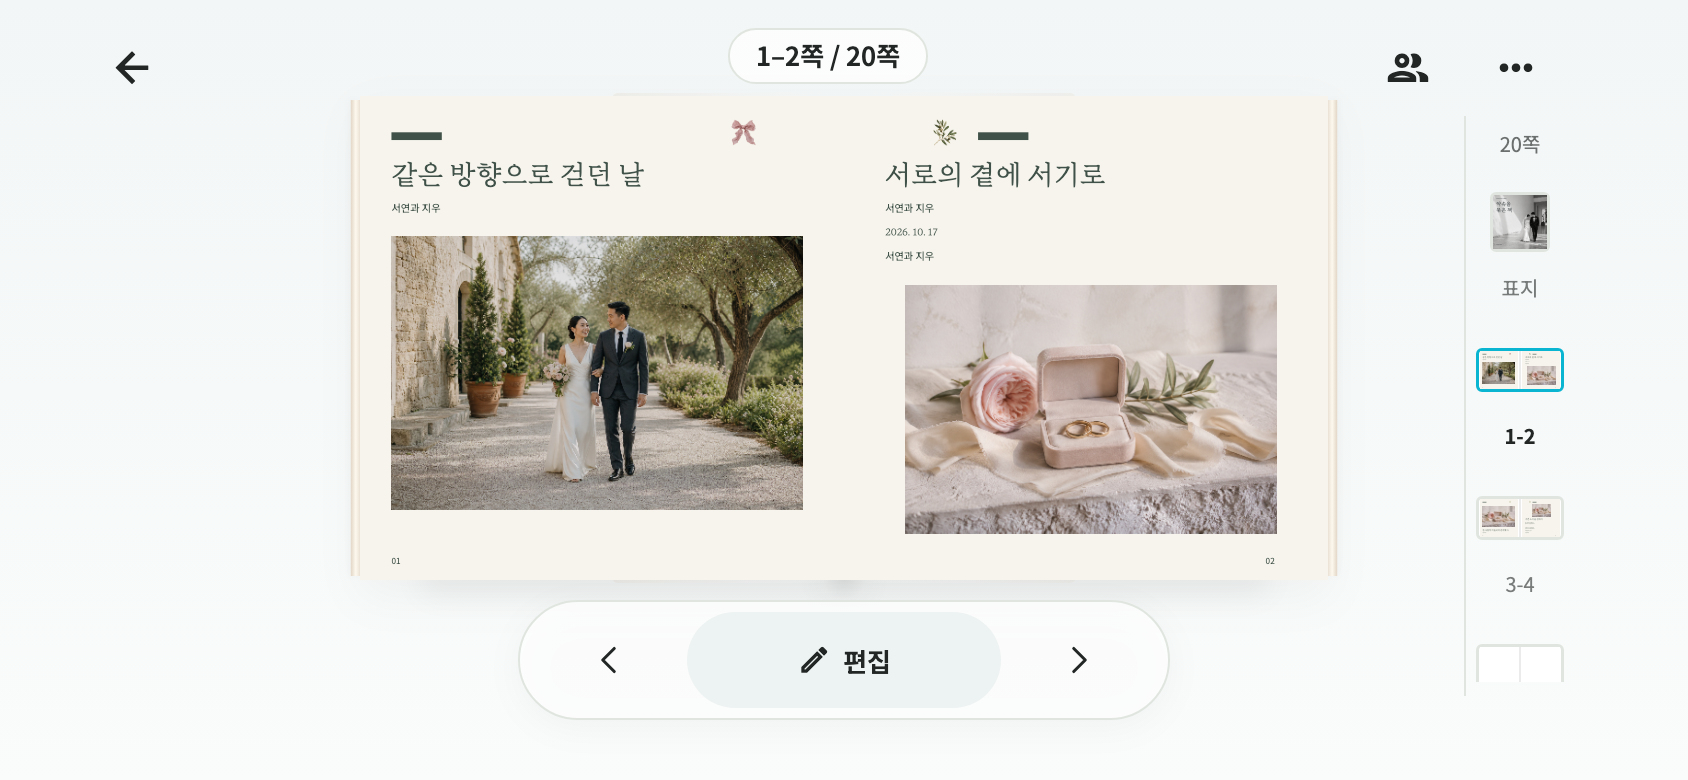 1–2쪽 / 20쪽
같은 방향으로 걷던 날
서연과 지우
01
서로의 곁에 서기로
서연과 지우
2026. 10. 17
서연과 지우
02
편집
20쪽
표지
1-2
3-4